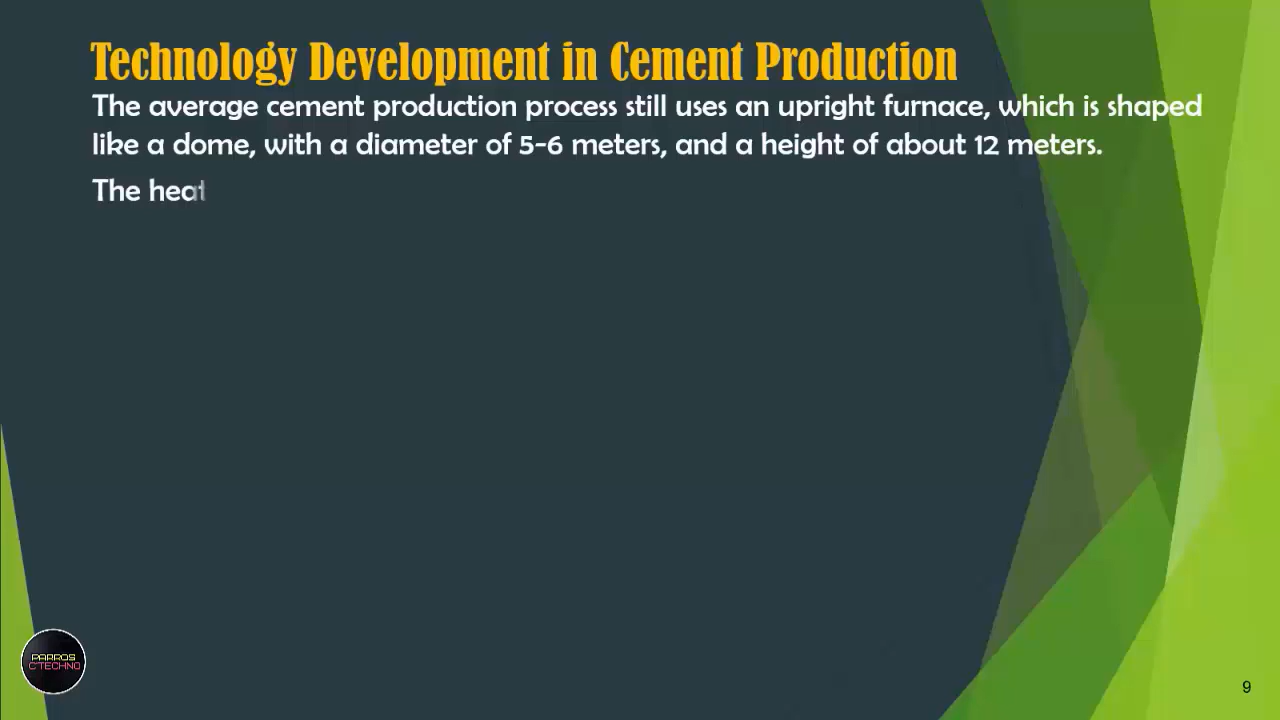 Technology Development in Cement Production
The average cement production process still uses an upright furnace, which is shaped
like a dome, with a diameter of 5-6 meters, and a height of about 12 meters.
The heat
PARROS
C'TECHNO
9